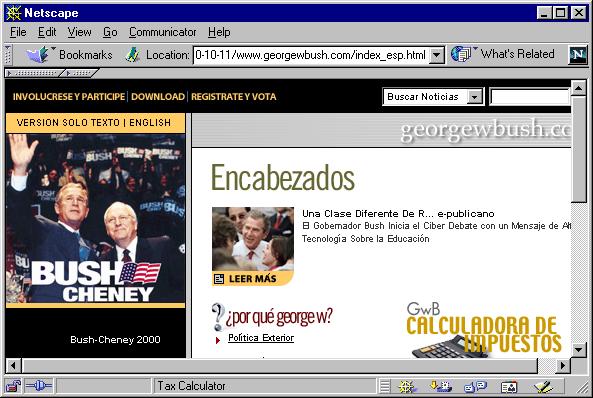 Netscape
File Edit View Go Communicator Help
Bookmarks Location: 0-10-11/www.georgewbush.com/index_esp.html What's Related N
INVOLUCRESE Y PARTICIPE | DOWNLOAD | REGISTRATE Y VOTA Buscar Noticias
VERSION SOLO TEXTO | ENGLISH
georgewbush.co
BUSH
BUSH
CHENEY
Bush-Cheney 2000
Encabezados
Una Clase Diferente De R... e-publicano
El Gobernador Bush Inicia el Ciber Debate con un Mensaje de Alt
Tecnología Sobre la Educación
LEER MÁS
¿por qué george w?
Política Exterior
GwB
CALCULADORA DE
IMPUESTOS
Tax Calculator